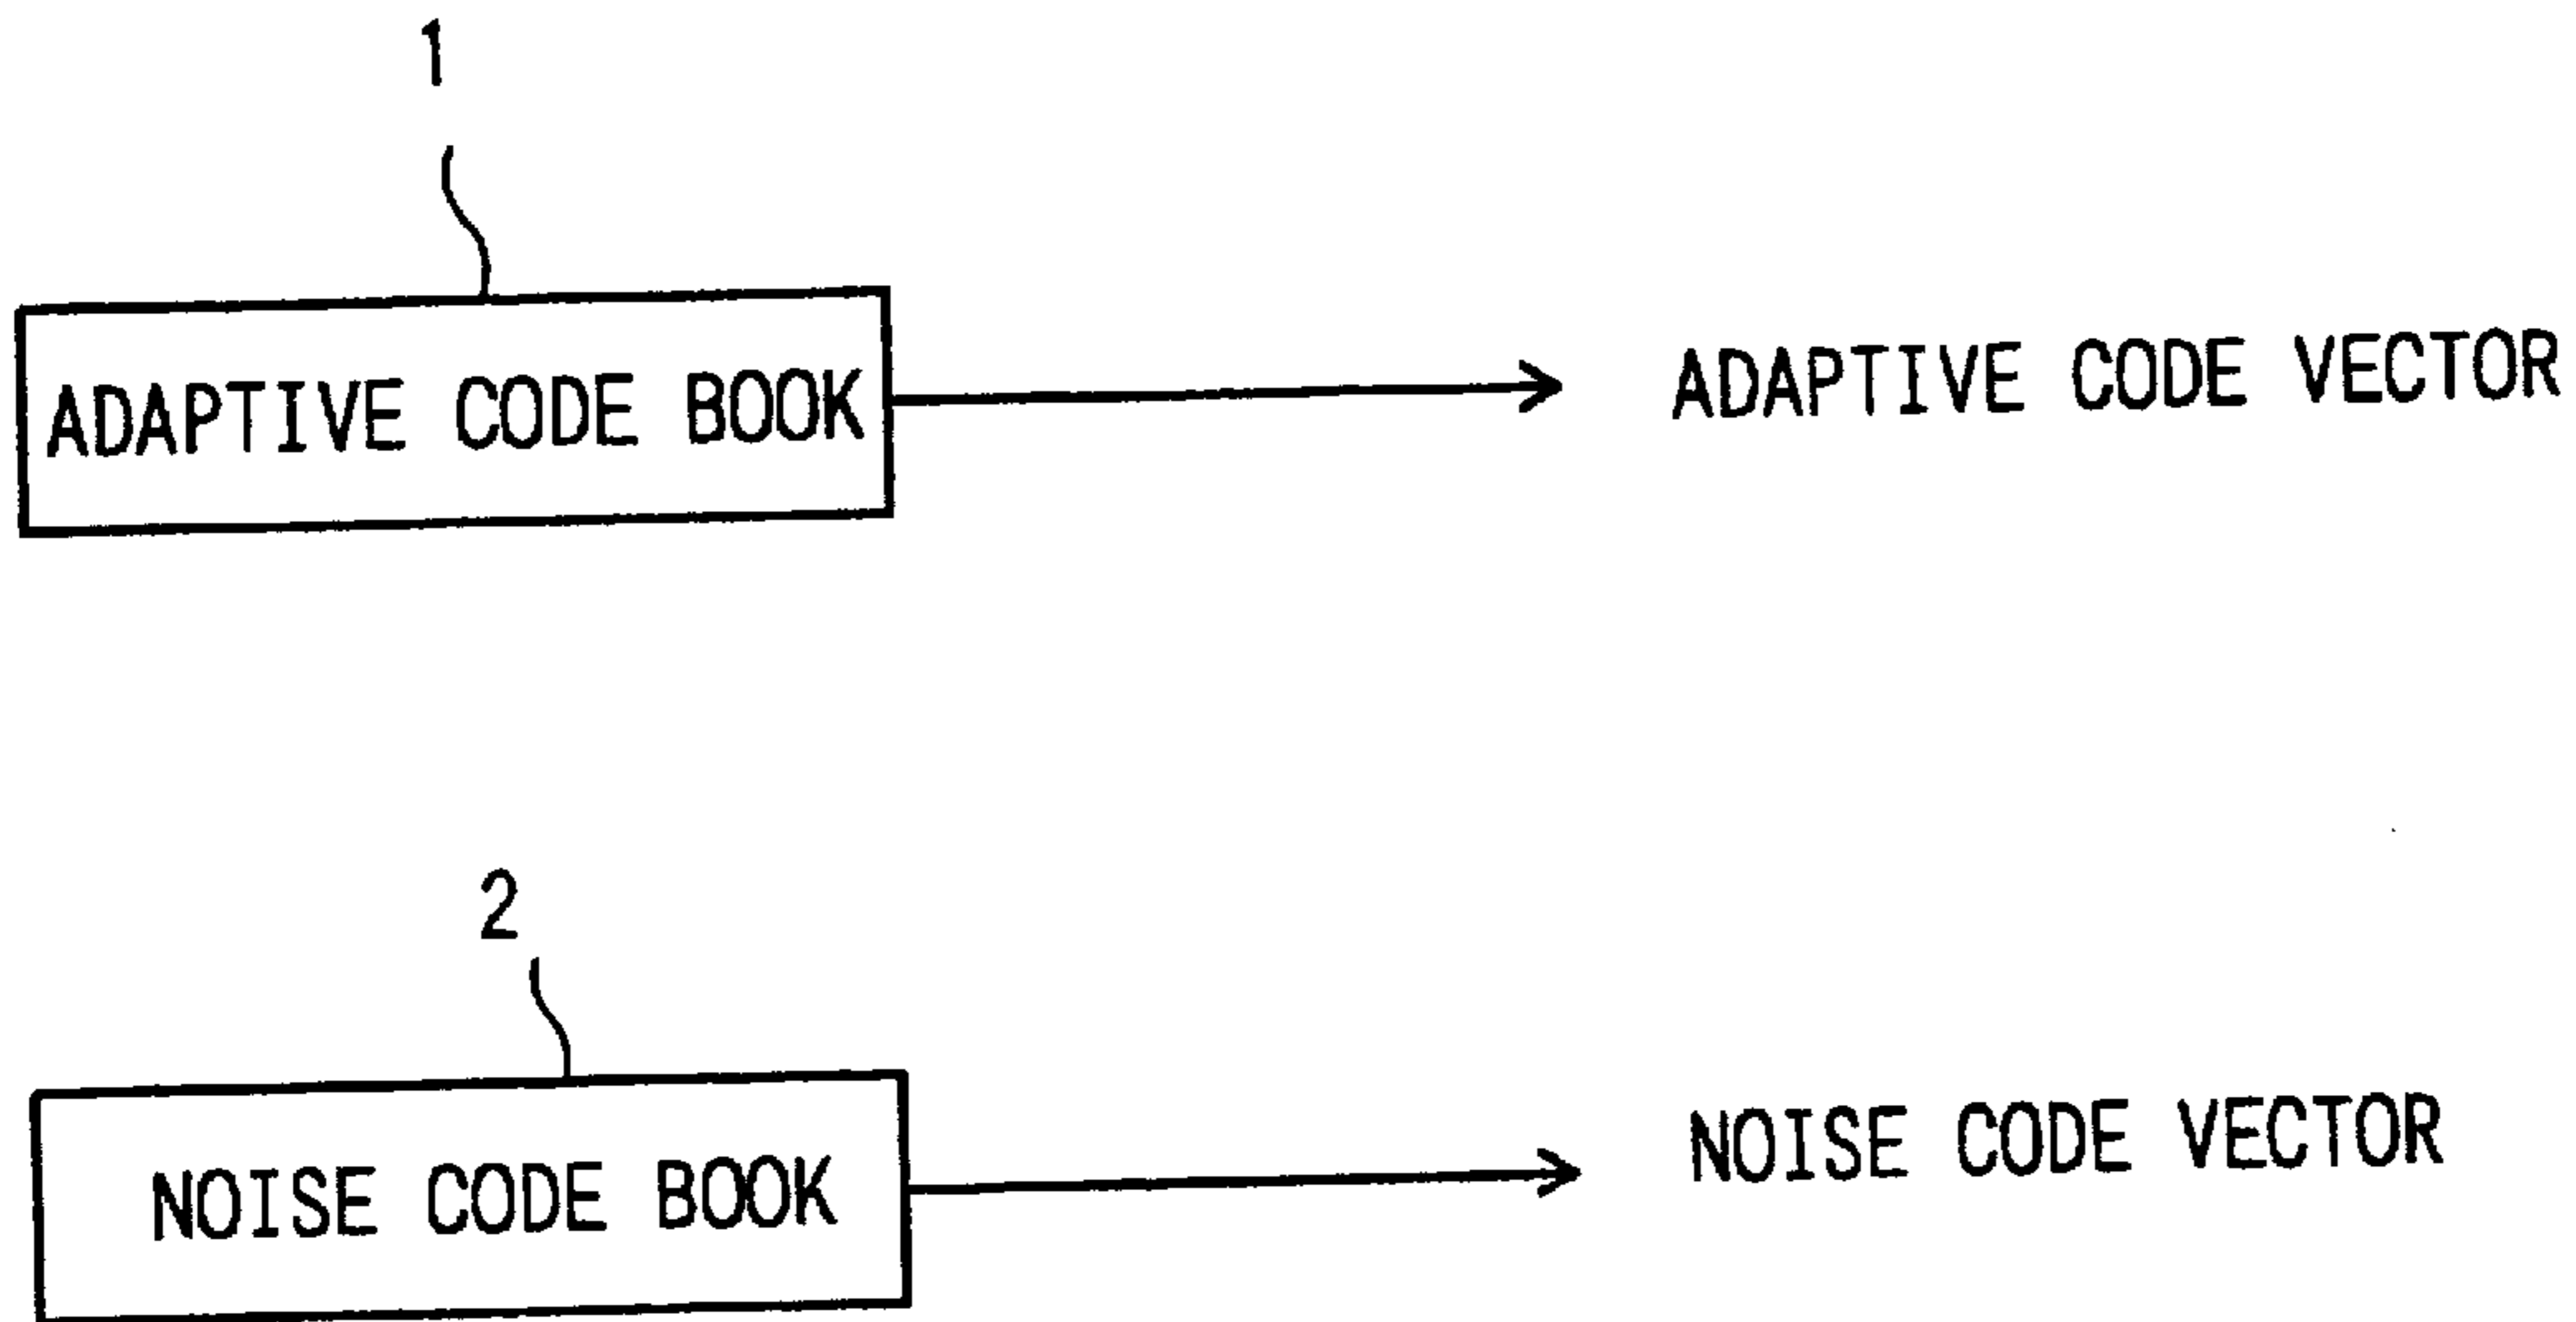 1
ADAPTIVE CODE BOOK
ADAPTIVE CODE VECTOR
2
NOISE CODE BOOK
NOISE CODE VECTOR